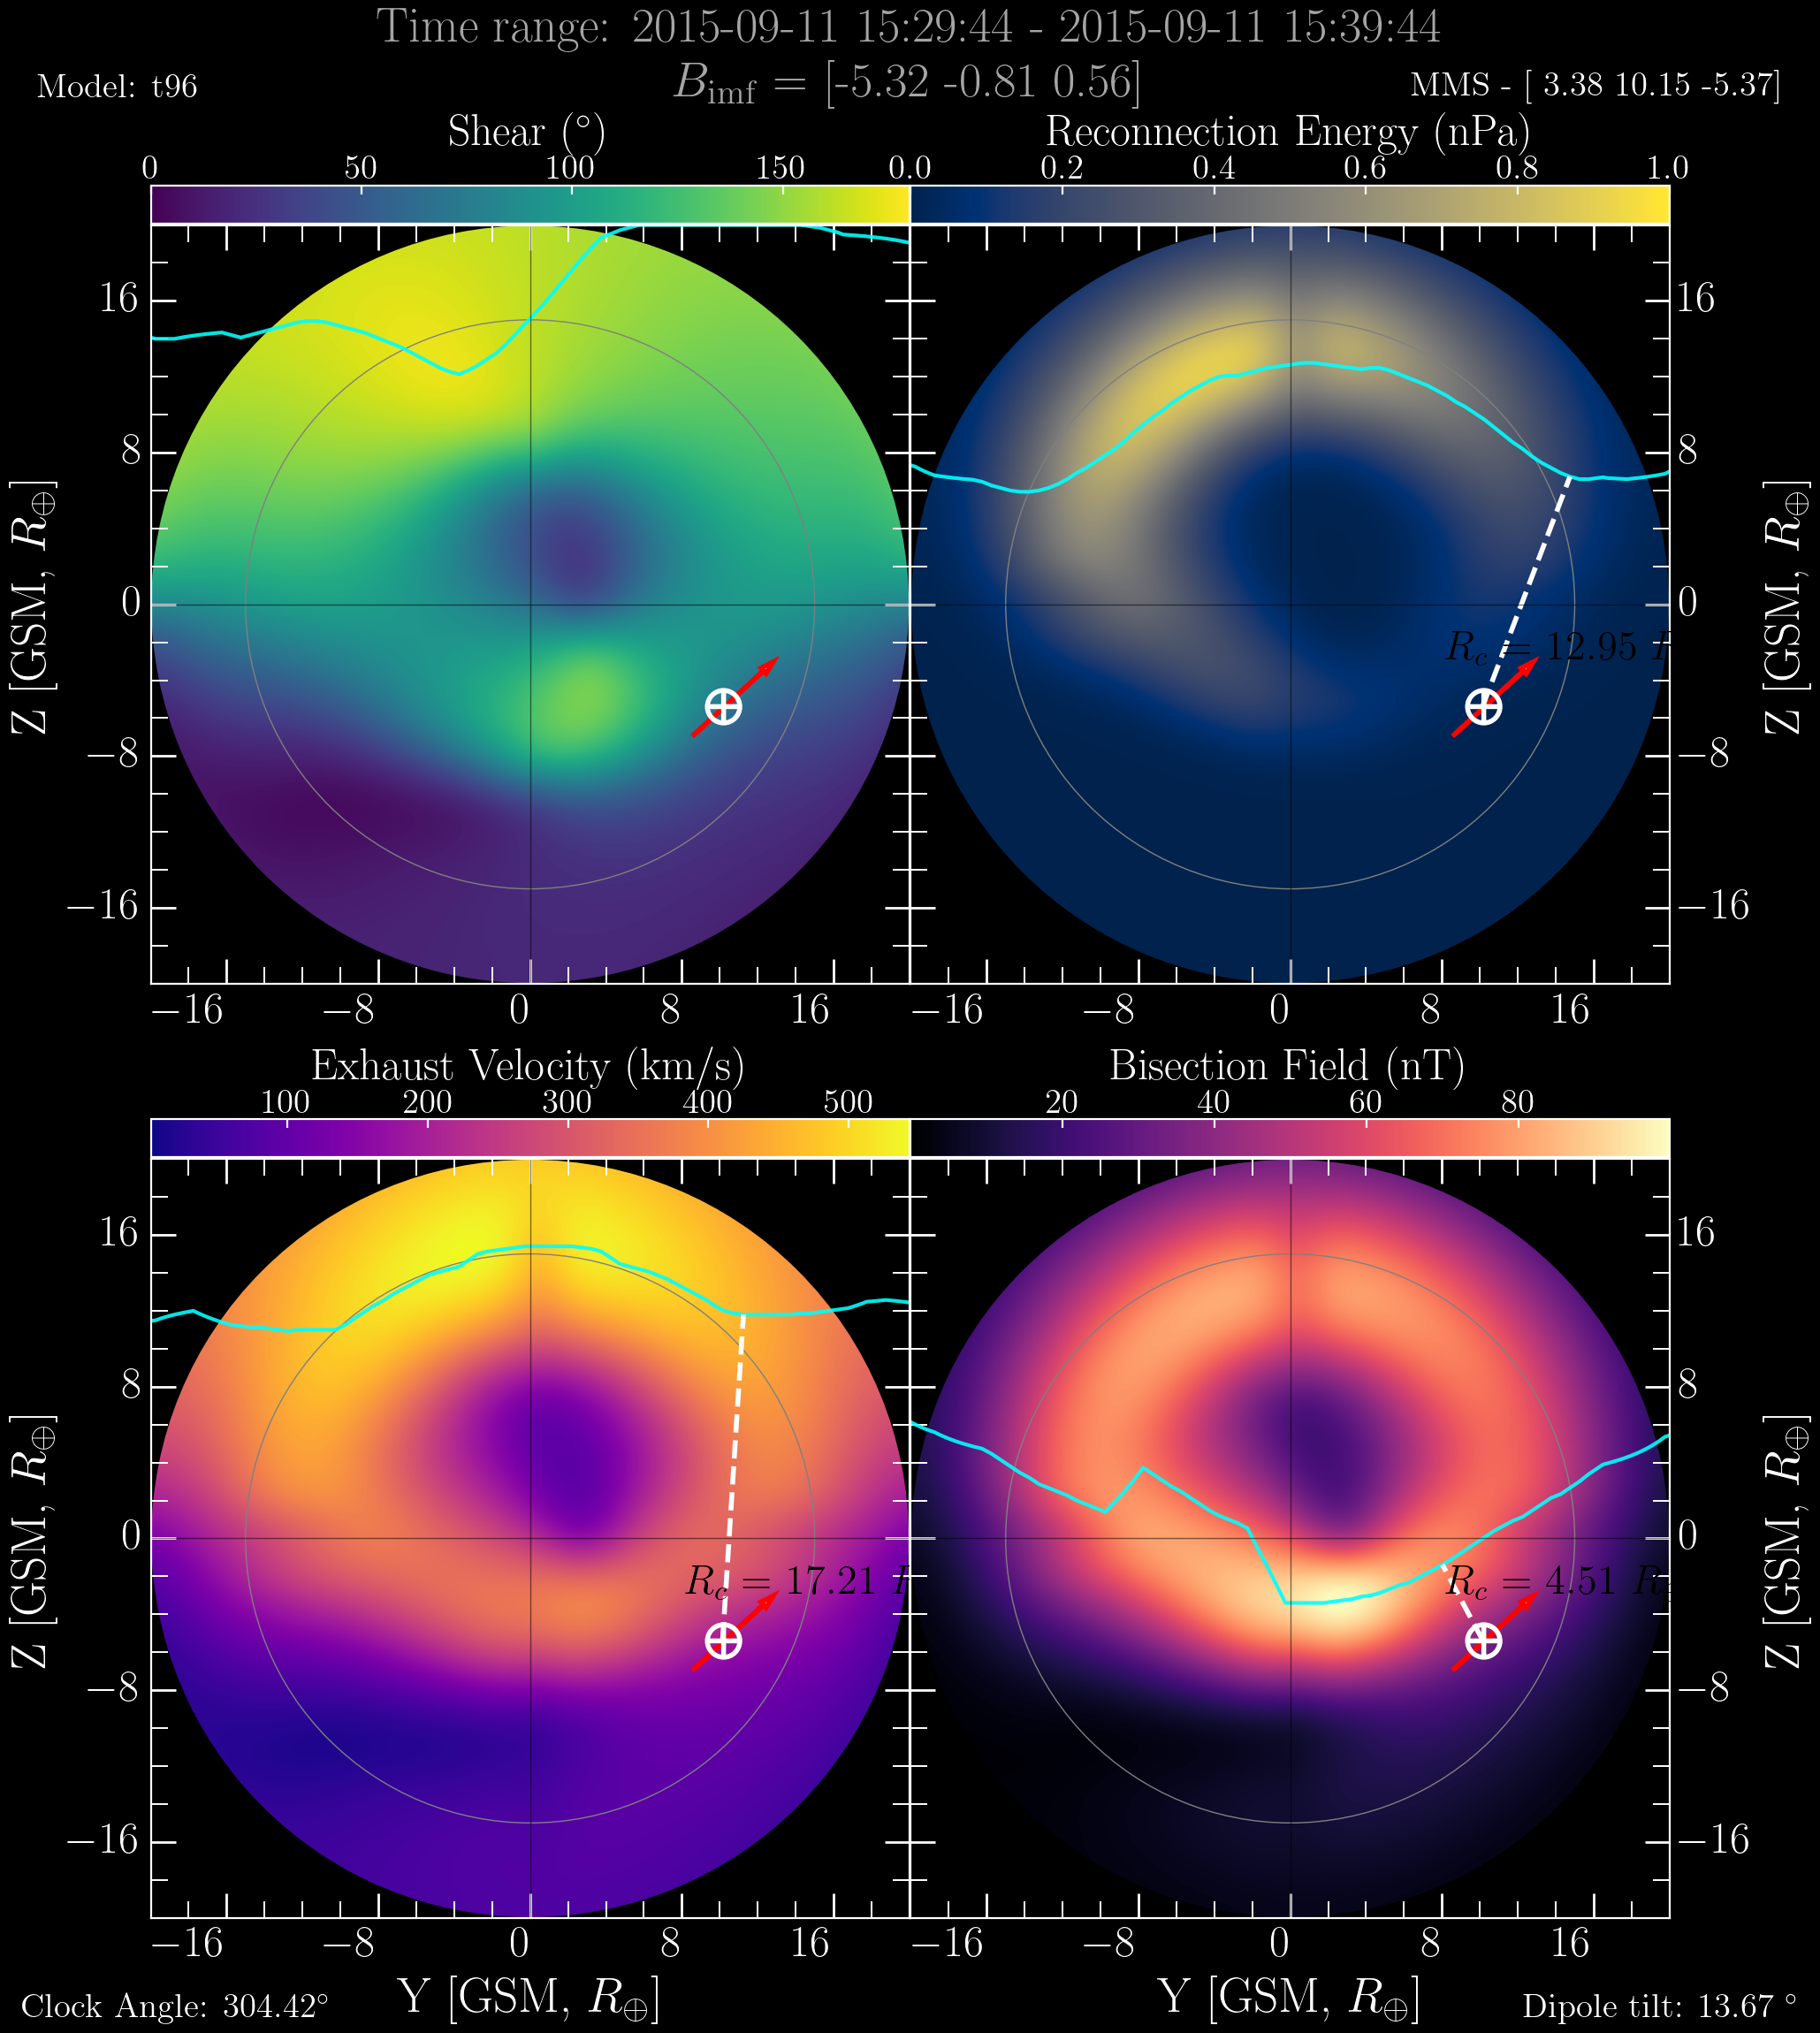 Time range: 2015-09-11 15:29:44 - 2015-09-11 15:39:44
Model: t96
B_imf = [-5.32 -0.81 0.56]
MMS - [ 3.38 10.15 -5.37]
Shear (°)
Reconnection Energy (nPa)
0 50 100 150
0.0 0.2 0.4 0.6 0.8 1.0
Z [GSM, R⊕]
16
8
0
−8
−16
R_c = 12.95
16
8
0
−8
−16
Z [GSM, R⊕]
−16 −8 0 8 16
−16 −8 0 8 16
Exhaust Velocity (km/s)
Bisection Field (nT)
100 200 300 400 500
20 40 60 80
Z [GSM, R⊕]
16
8
0
−8
−16
R_c = 17.21
R_c = 4.51 R
16
8
0
−8
−16
Z [GSM, R⊕]
−16 −8 0 8 16
−16 −8 0 8 16
Y [GSM, R⊕]
Y [GSM, R⊕]
Clock Angle: 304.42°
Dipole tilt: 13.67 °